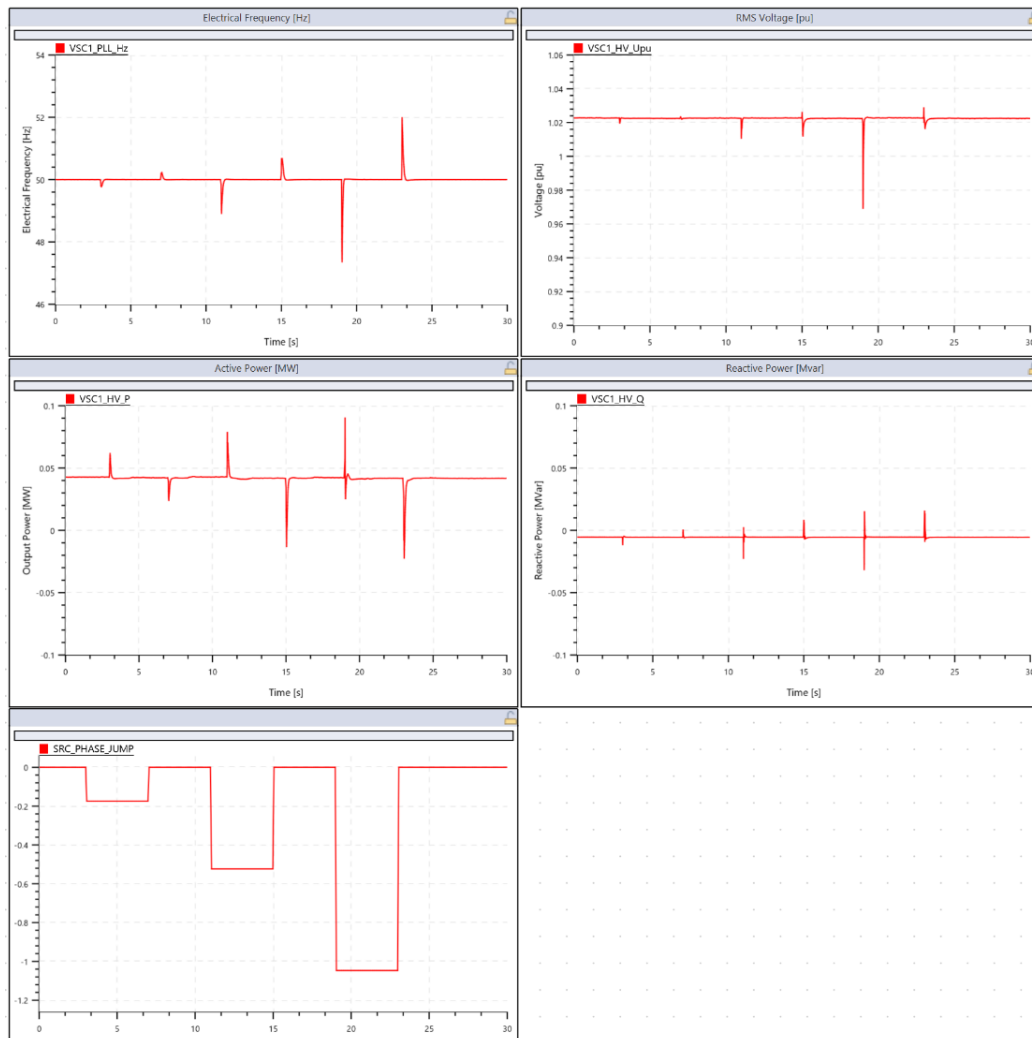 Electrical Frequency [Hz]
VSC1_PLL_Hz
54
52
50
48
46
Electrical Frequency [Hz]
0 5 10 15 20 25 30
Time [s]
RMS Voltage [pu]
VSC1_HV_Upu
1.06
1.04
1.02
1
0.98
0.96
0.94
0.92
0.9
Voltage [pu]
0 5 10 15 20 25 30
Time [s]
Active Power [MW]
VSC1_HV_P
0.1
0.05
0
-0.05
-0.1
Output Power [MW]
0 5 10 15 20 25 30
Time [s]
Reactive Power [Mvar]
VSC1_HV_Q
0.1
0.05
0
-0.05
-0.1
Reactive Power [MVar]
0 5 10 15 20 25 30
Time [s]
SRC_PHASE_JUMP
0
-0.2
-0.4
-0.6
-0.8
-1
-1.2
0 5 10 15 20 25 30